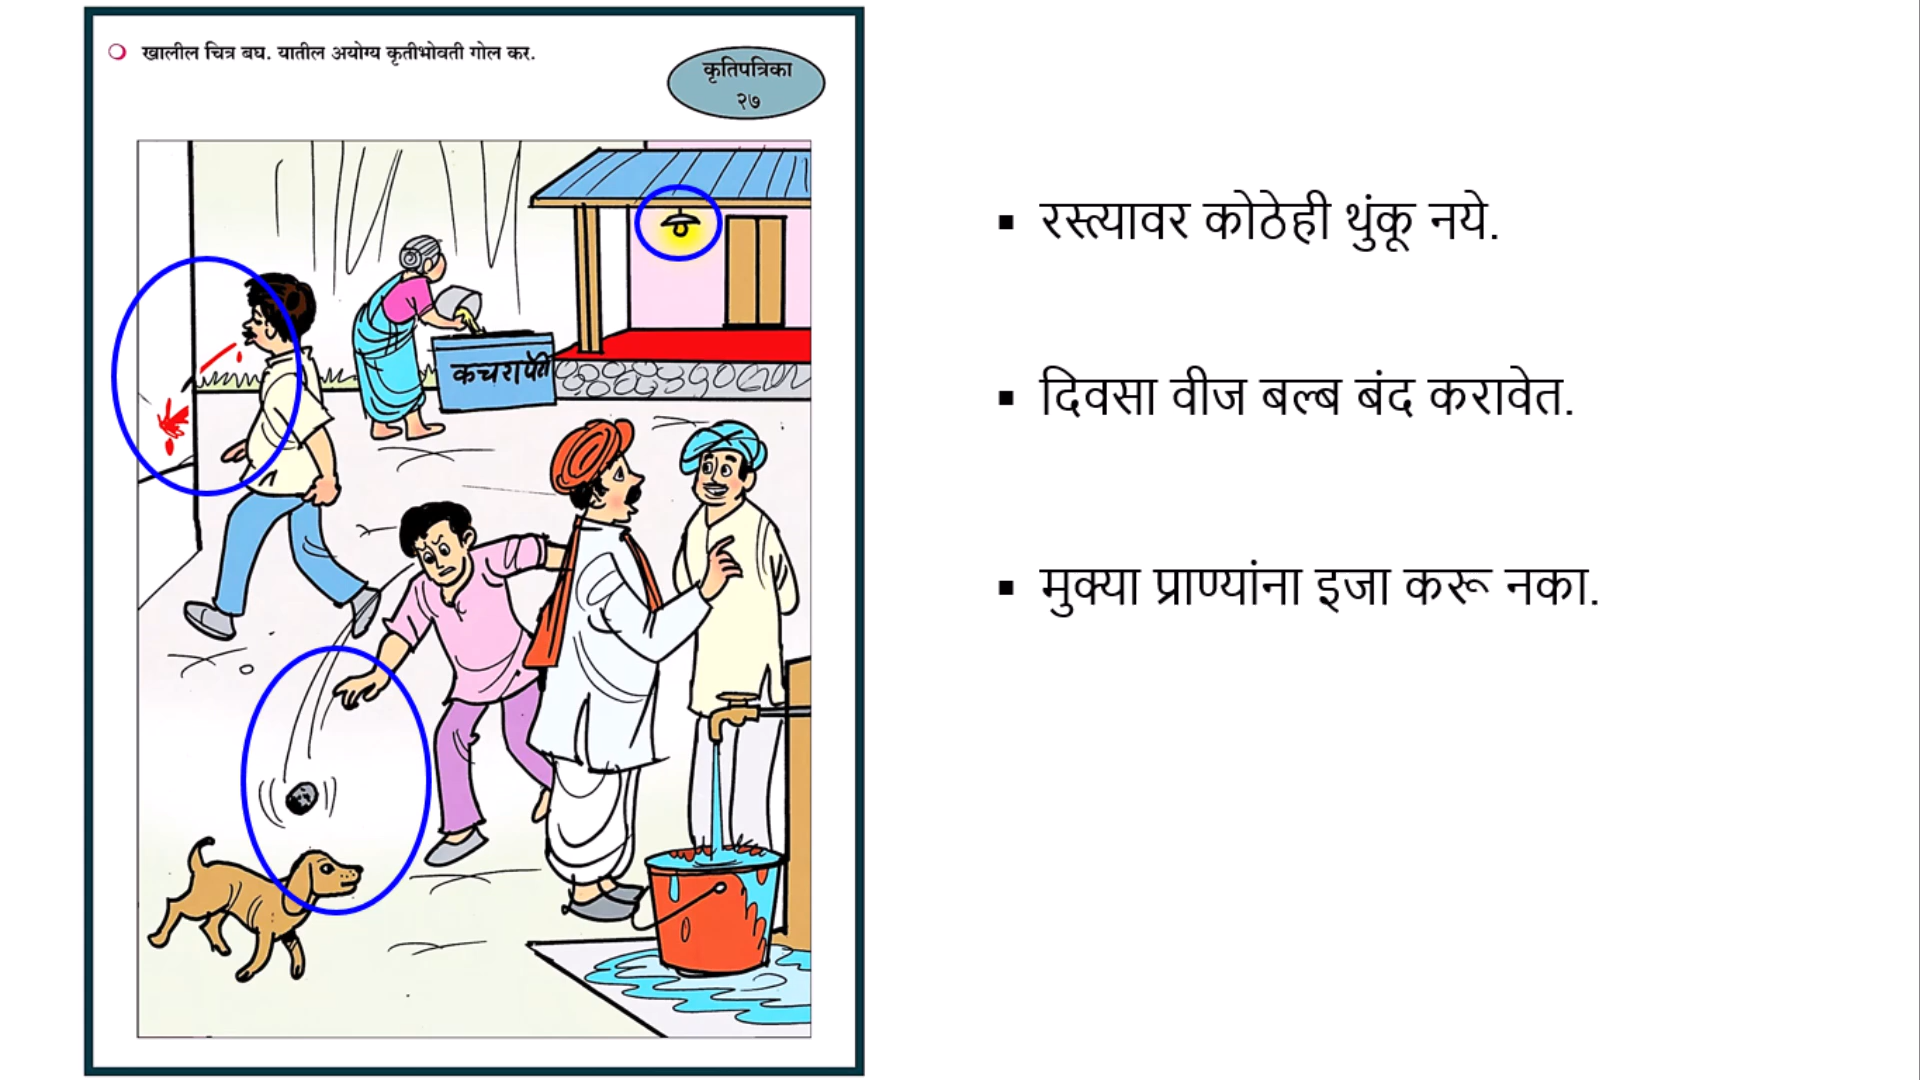 खालील चित्र बघ. यातील अयोग्य कृतीभोवती गोल कर.
कृतिपत्रिका
२७
कचरापेटी
▪ रस्त्यावर कोठेही थुंकू नये.
▪ दिवसा वीज बल्ब बंद करावेत.
▪ मुक्या प्राण्यांना इजा करू नका.